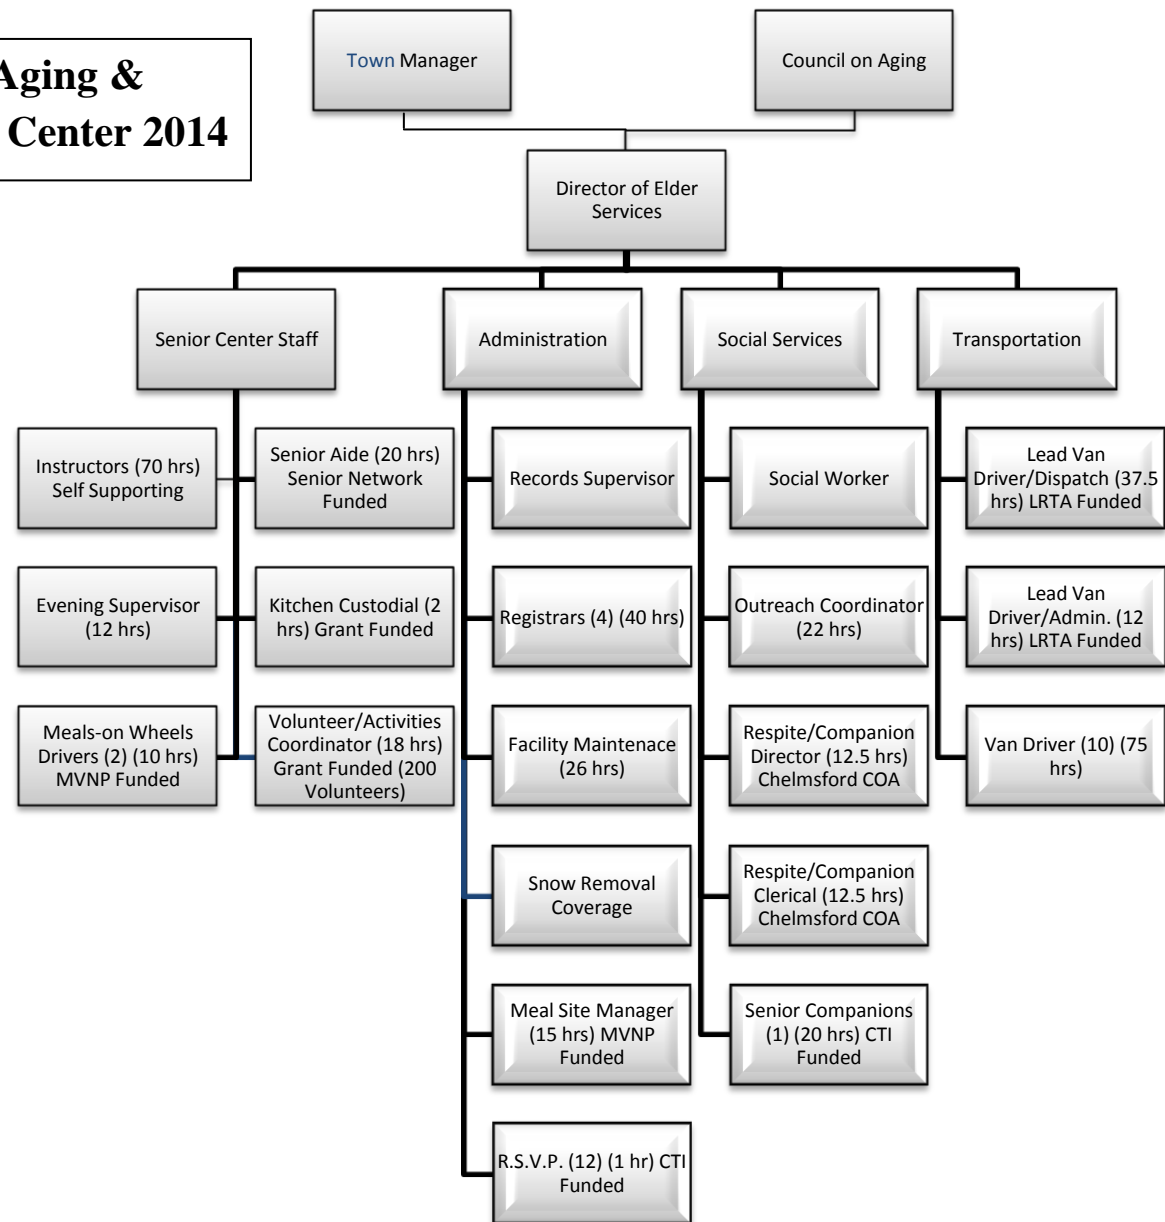 Aging &
Center 2014
Town Manager
Council on Aging
Director of Elder
Services
Senior Center Staff
Administration
Social Services
Transportation
Instructors (70 hrs)
Self Supporting
Senior Aide (20 hrs)
Senior Network
Funded
Records Supervisor
Social Worker
Lead Van
Driver/Dispatch (37.5
hrs) LRTA Funded
Evening Supervisor
(12 hrs)
Kitchen Custodial (2
hrs) Grant Funded
Registrars (4) (40 hrs)
Outreach Coordinator
(22 hrs)
Lead Van
Driver/Admin. (12
hrs) LRTA Funded
Meals-on Wheels
Drivers (2) (10 hrs)
MVNP Funded
Volunteer/Activities
Coordinator (18 hrs)
Grant Funded (200
Volunteers)
Facility Maintenace
(26 hrs)
Respite/Companion
Director (12.5 hrs)
Chelmsford COA
Van Driver (10) (75
hrs)
Snow Removal
Coverage
Respite/Companion
Clerical (12.5 hrs)
Chelmsford COA
Meal Site Manager
(15 hrs) MVNP
Funded
Senior Companions
(1) (20 hrs) CTI
Funded
R.S.V.P. (12) (1 hr) CTI
Funded